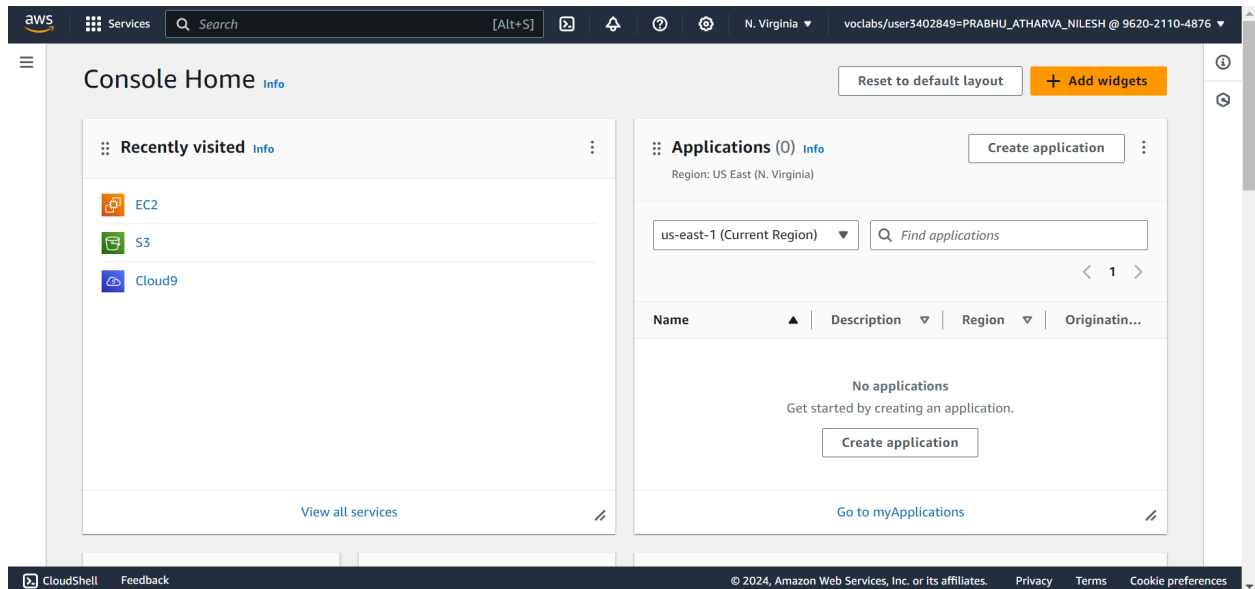 aws Services Search [Alt+S] N. Virginia voclabs/user3402849=PRABHU_ATHARVA_NILESH @ 9620-2110-4876
Console Home Info
Reset to default layout
+ Add widgets
Recently visited Info
EC2
S3
Cloud9
View all services
Applications (0) Info
Create application
Region: US East (N. Virginia)
us-east-1 (Current Region)
Find applications
1
Name Description Region Originatin...
No applications
Get started by creating an application.
Create application
Go to myApplications
CloudShell Feedback © 2024, Amazon Web Services, Inc. or its affiliates. Privacy Terms Cookie preferences